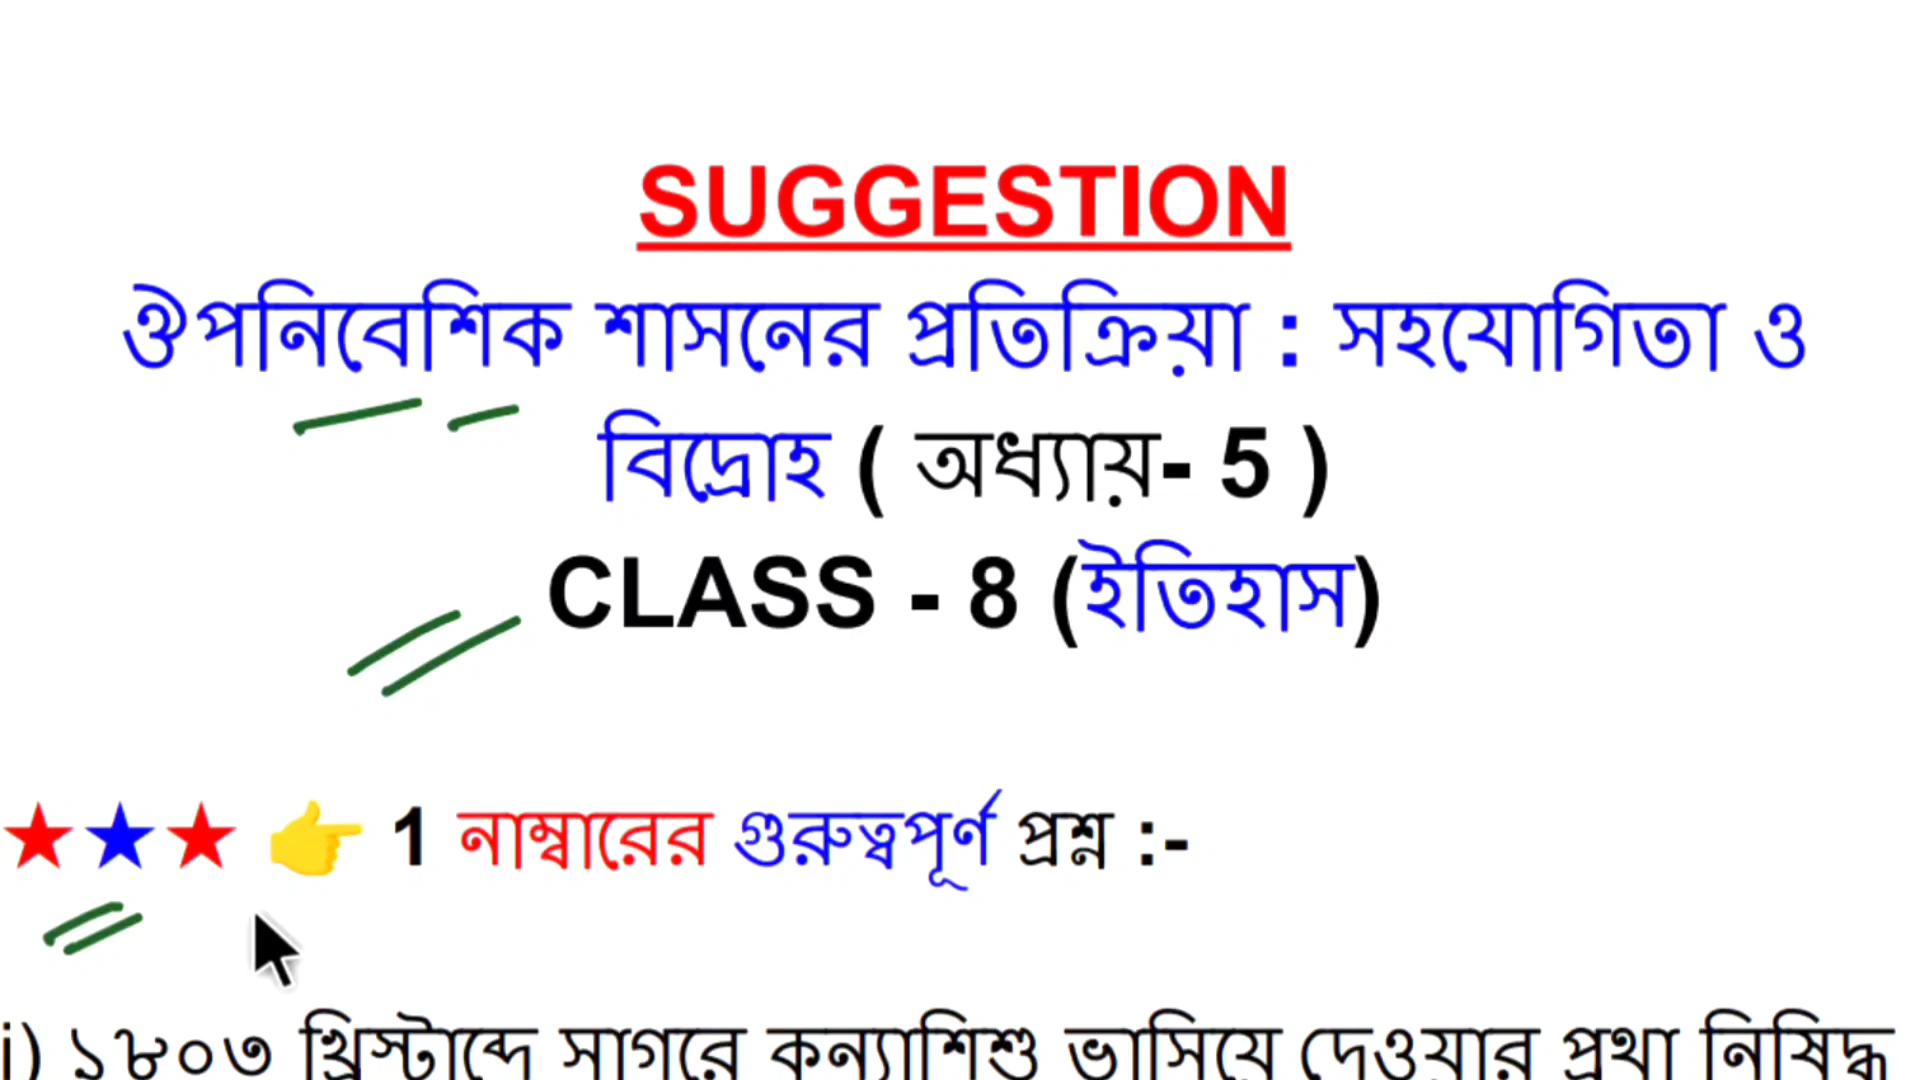 SUGGESTION
ঔপনিবেশিক শাসনের প্রতিক্রিয়া : সহযোগিতা ও
বিদ্রোহ ( অধ্যায়- 5 )
CLASS - 8 (ইতিহাস)
★★★ 👉 1 নাম্বারের গুরুত্বপূর্ণ প্রশ্ন :-
i) ১৮০৩ খ্রিস্টাব্দে সাগরে কন্যাশিশু ভাসিয়ে দেওয়ার প্রথা নিষিদ্ধ